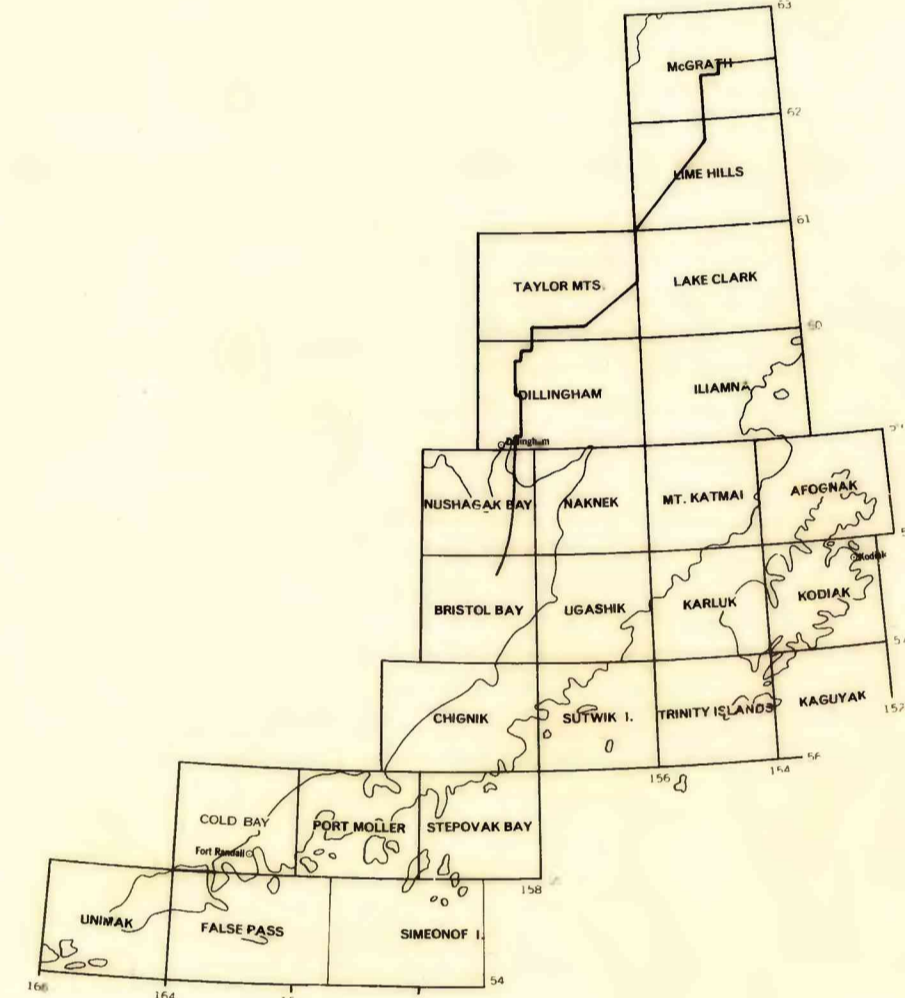 63
McGRATH
62
LIME HILLS
61
TAYLOR MTS.
LAKE CLARK
60
DILLINGHAM
ILIAMNA
Dillingham
NUSHAGAK BAY
NAKNEK
MT. KATMAI
AFOGNAK
Kodiak
BRISTOL BAY
UGASHIK
KARLUK
KODIAK
CHIGNIK
SUTWIK I.
TRINITY ISLANDS
KAGUYAK
152
156
154
56
COLD BAY
PORT MOLLER
STEPOVAK BAY
Fort Randall
158
UNIMAK
FALSE PASS
SIMEONOF I.
54
166
164